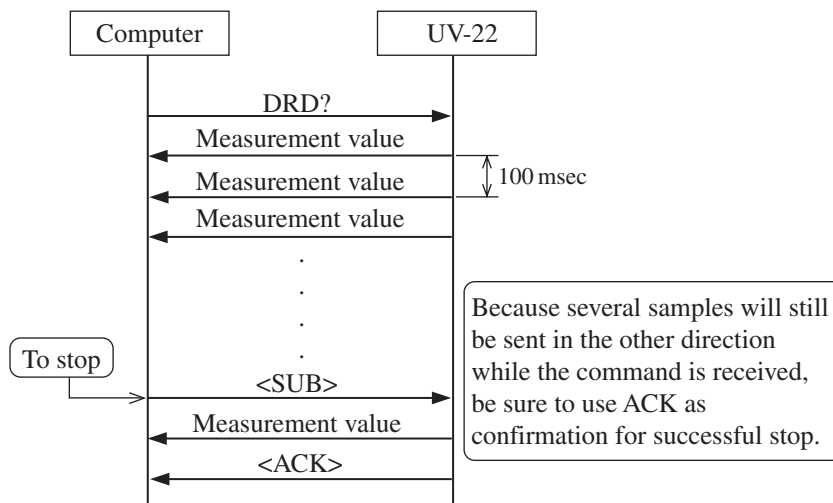 Computer
UV-22
DRD?
Measurement value
Measurement value
100 msec
Measurement value
To stop
<SUB>
Measurement value
<ACK>
Because several samples will still
be sent in the other direction
while the command is received,
be sure to use ACK as
confirmation for successful stop.